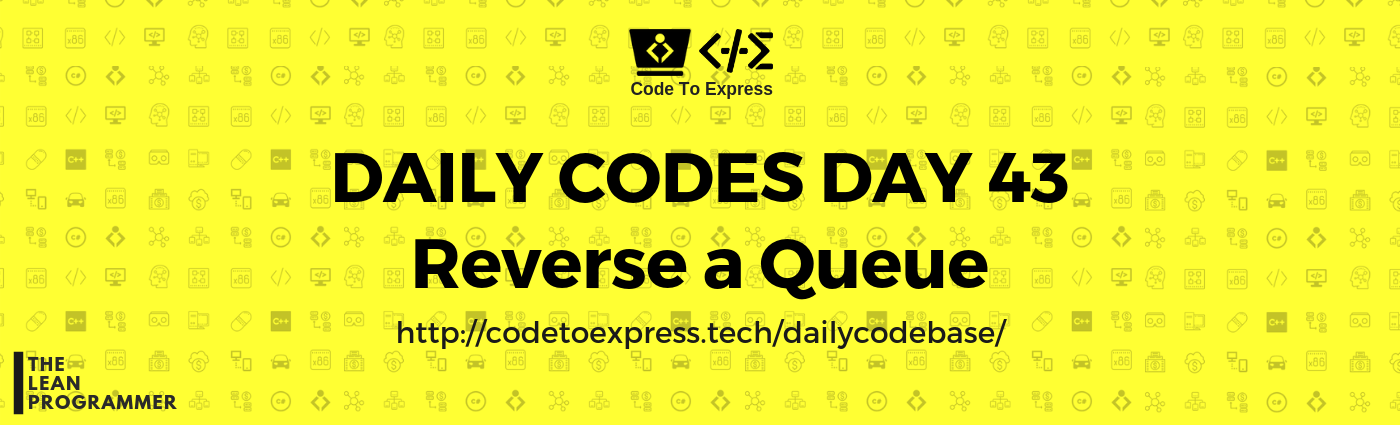 Code To Express
DAILY CODES DAY 43
Reverse a Queue
http://codetoexpress.tech/dailycodebase/
THE
LEAN
PROGRAMMER